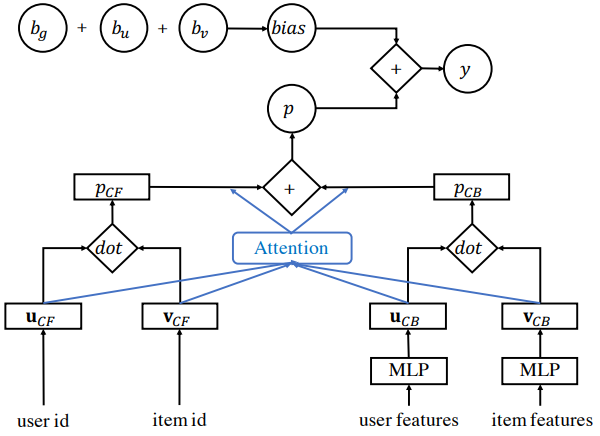 b_g + b_u + b_v bias
+ y
p
p_CF + p_CB
dot Attention dot
u_CF v_CF u_CB v_CB
MLP MLP
user id item id user features item features